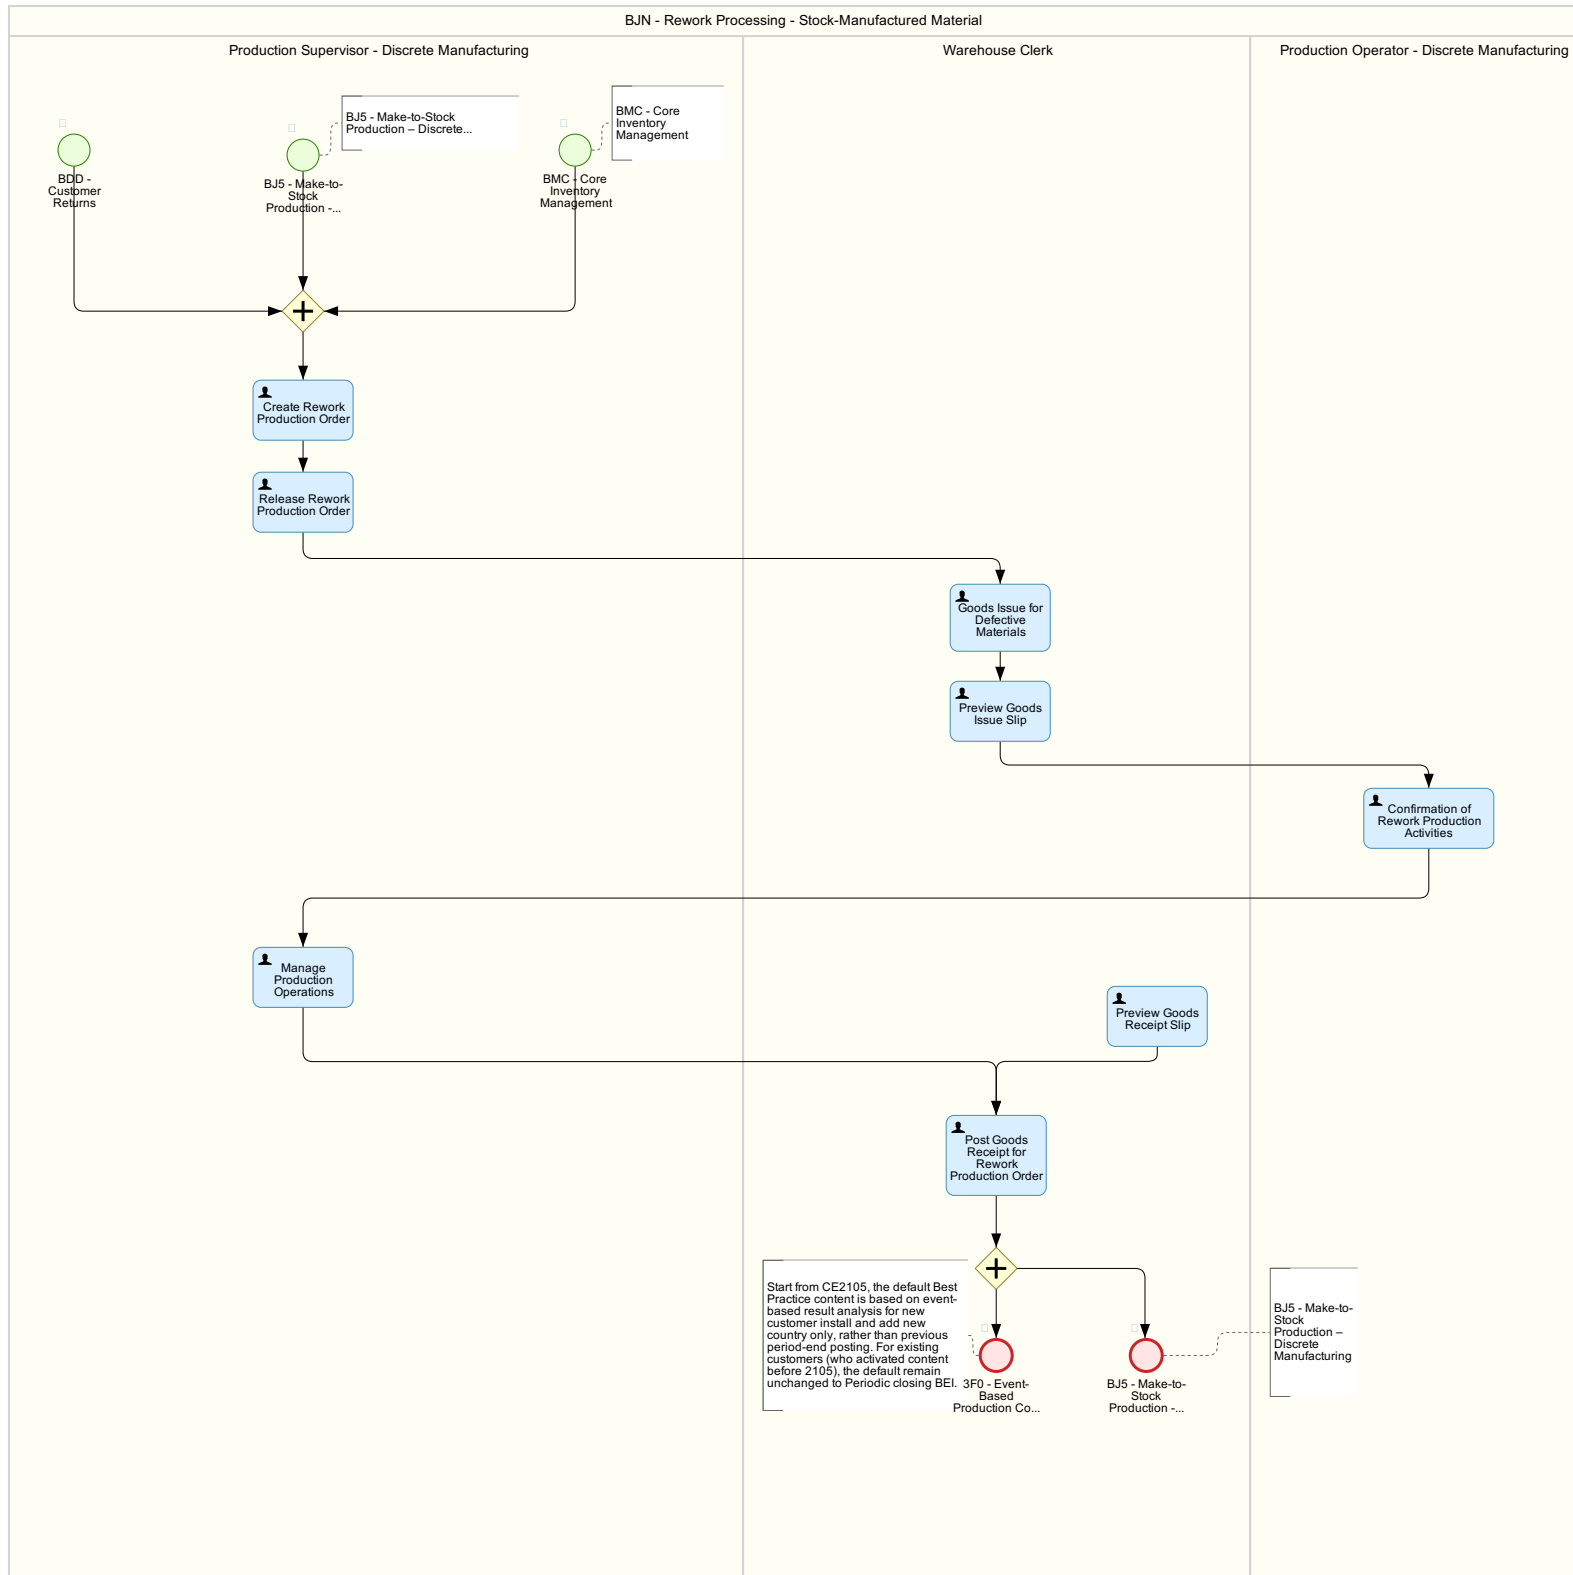 BJN - Rework Processing - Stock-Manufactured Material
Production Supervisor - Discrete Manufacturing
Warehouse Clerk
Production Operator - Discrete Manufacturing
BDD -
Customer
Returns
BJ5 - Make-to-
Stock
Production -...
BJ5 - Make-to-Stock
Production – Discrete...
BMC - Core
Inventory
Management
BMC - Core
Inventory
Management
Create Rework
Production Order
Release Rework
Production Order
Goods Issue for
Defective
Materials
Preview Goods
Issue Slip
Confirmation of
Rework Production
Activities
Manage
Production
Operations
Preview Goods
Receipt Slip
Post Goods
Receipt for
Rework
Production Order
Start from CE2105, the default Best
Practice content is based on event-
based result analysis for new
customer install and add new
country only, rather than previous
period-end posting. For existing
customers (who activated content
before 2105), the default remain
unchanged to Periodic closing BEI.
3F0 - Event-
Based
Production Co...
BJ5 - Make-to-
Stock
Production -...
BJ5 - Make-to-
Stock
Production –
Discrete
Manufacturing